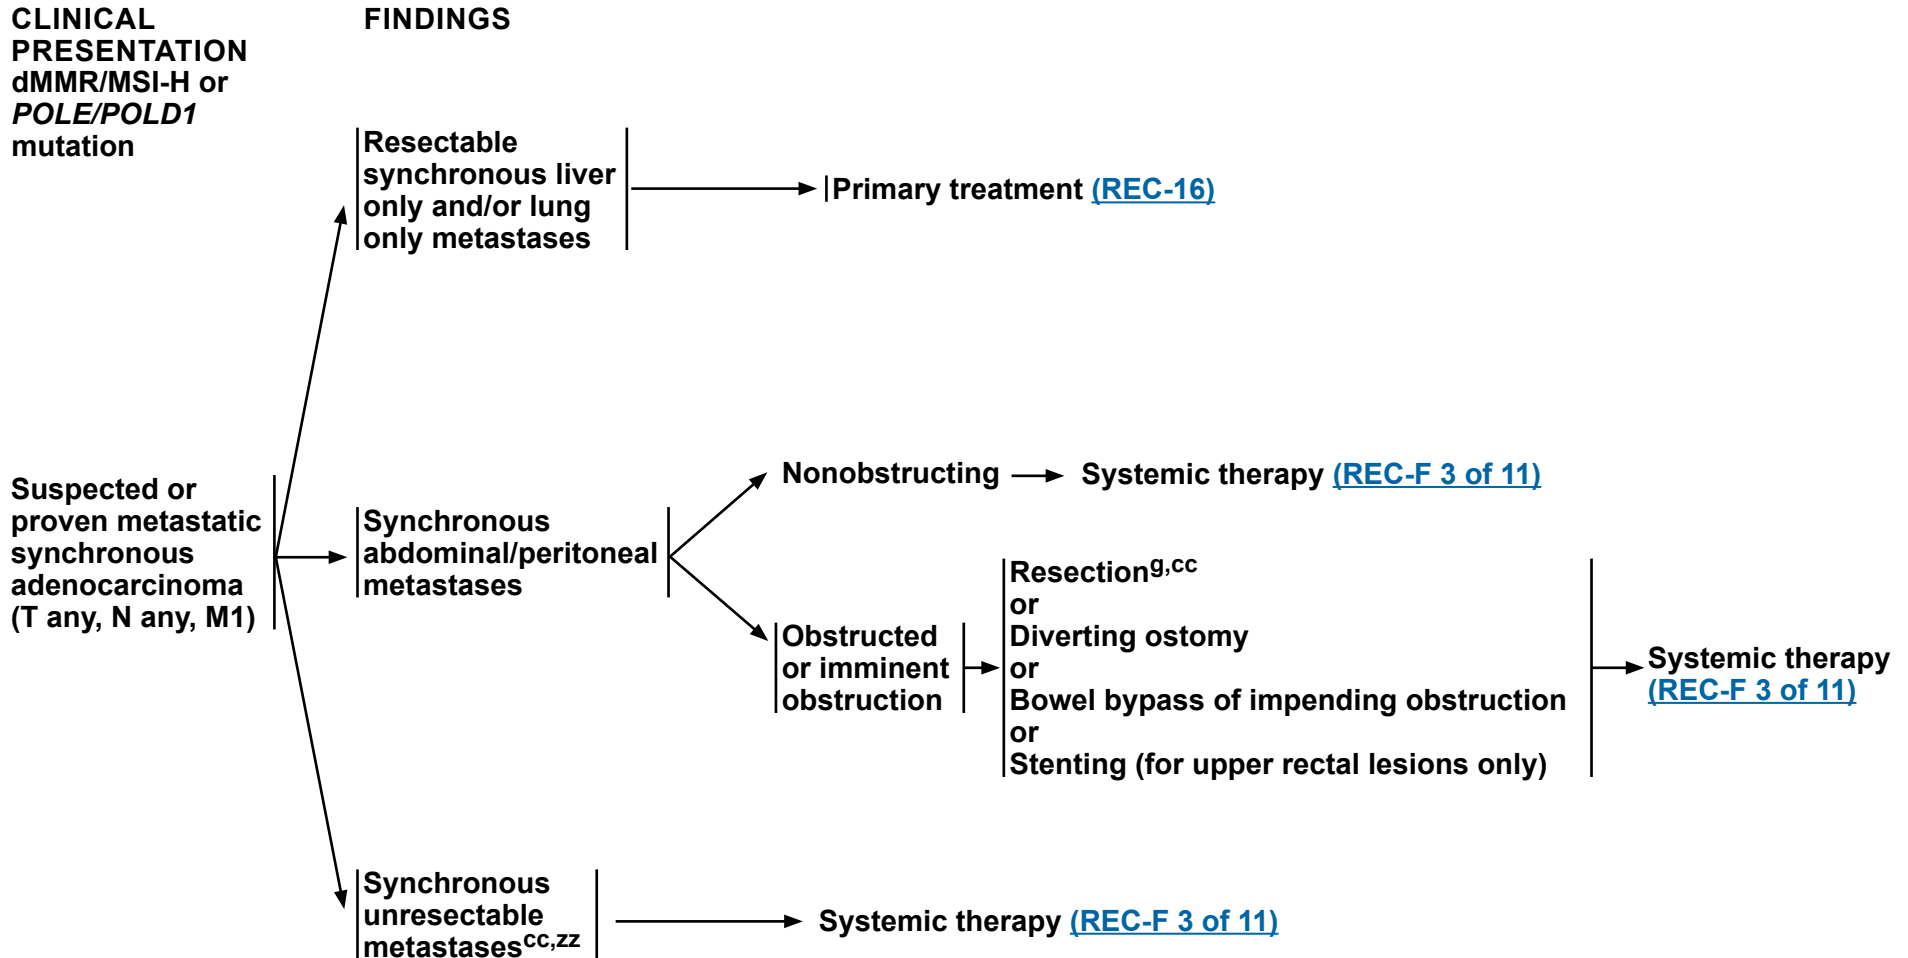 CLINICAL
PRESENTATION
dMMR/MSI-H or
POLE/POLD1
mutation
FINDINGS
Resectable
synchronous liver
only and/or lung
only metastases
Primary treatment (REC-16)
Suspected or
proven metastatic
synchronous
adenocarcinoma
(T any, N any, M1)
Synchronous
abdominal/peritoneal
metastases
Nonobstructing
Systemic therapy (REC-F 3 of 11)
Obstructed
or imminent
obstruction
Resectiong,cc
or
Diverting ostomy
or
Bowel bypass of impending obstruction
or
Stenting (for upper rectal lesions only)
Systemic therapy
(REC-F 3 of 11)
Synchronous
unresectable
metastasescc,zz
Systemic therapy (REC-F 3 of 11)